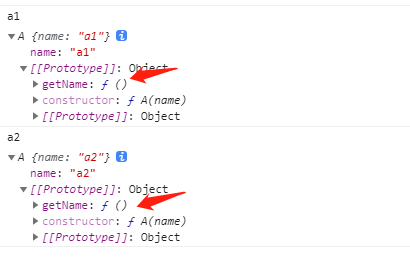 a1
▼ A {name: "a1"} i
name: "a1"
▼ [[Prototype]]: Object
▶ getName: ƒ ()
▶ constructor: ƒ A(name)
▶ [[Prototype]]: Object
a2
▼ A {name: "a2"} i
name: "a2"
▼ [[Prototype]]: Object
▶ getName: ƒ ()
▶ constructor: ƒ A(name)
▶ [[Prototype]]: Object